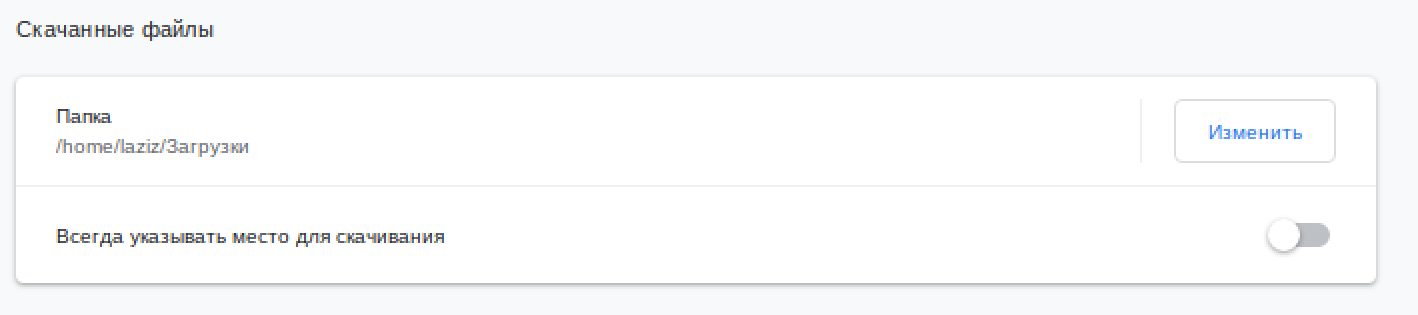 Скачанные файлы
Папка
/home/laziz/Загрузки
Изменить
Всегда указывать место для скачивания